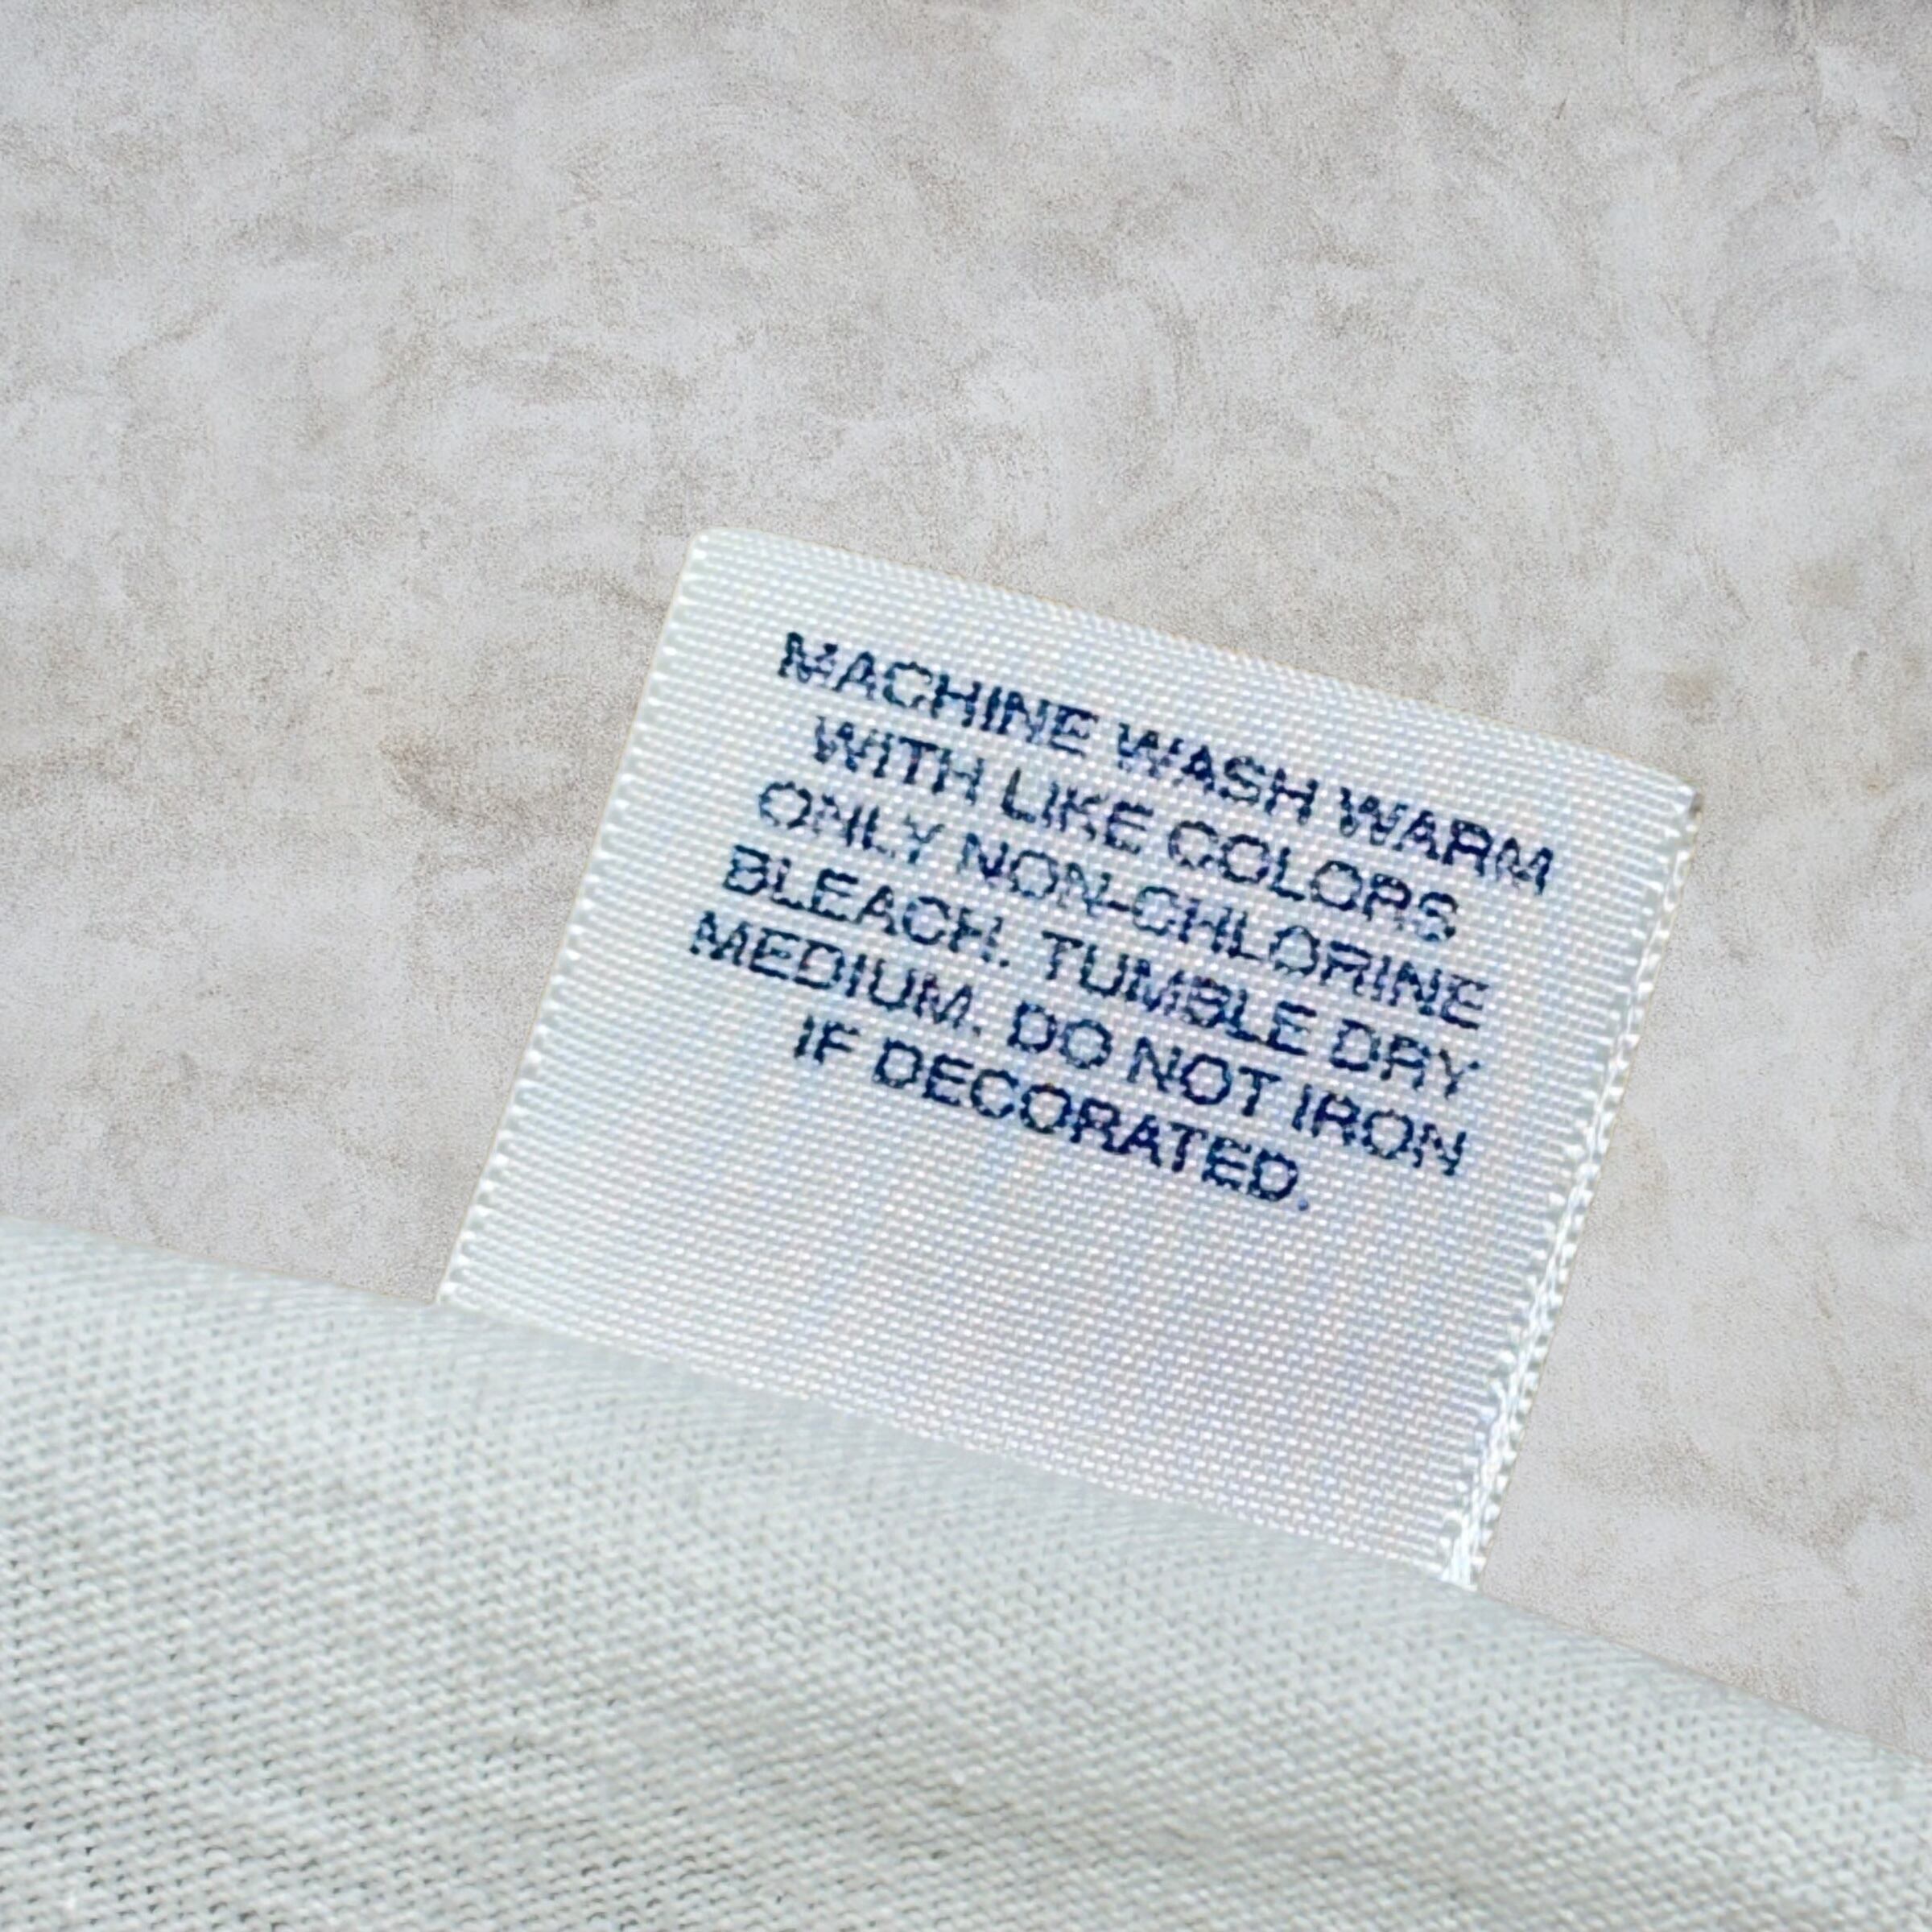 MACHINE WASH WARM
WITH LIKE COLORS
ONLY NON-CHLORINE
BLEACH. TUMBLE DRY
MEDIUM. DO NOT IRON
IF DECORATED.